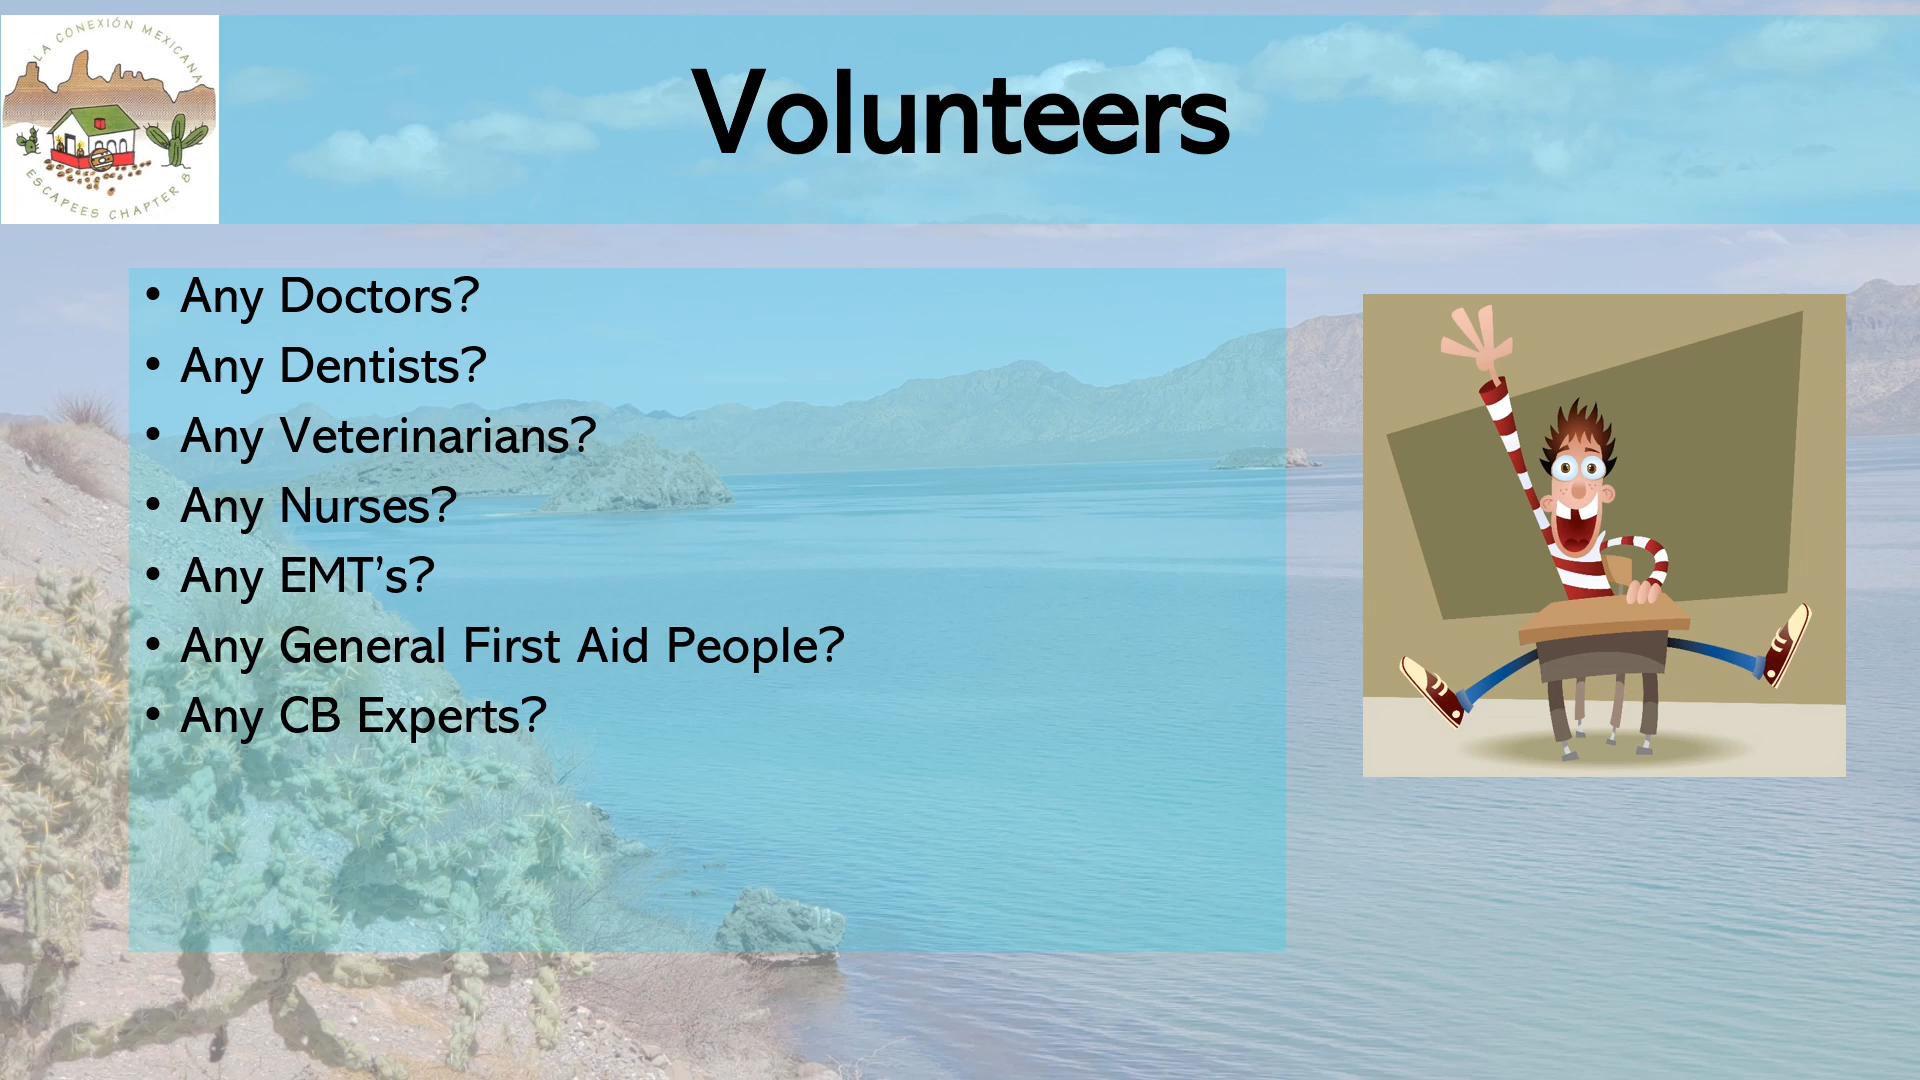 LA CONEXIÓN MEXICANA
ESCAPEES CHAPTER 8
Volunteers
• Any Doctors?
• Any Dentists?
• Any Veterinarians?
• Any Nurses?
• Any EMT’s?
• Any General First Aid People?
• Any CB Experts?